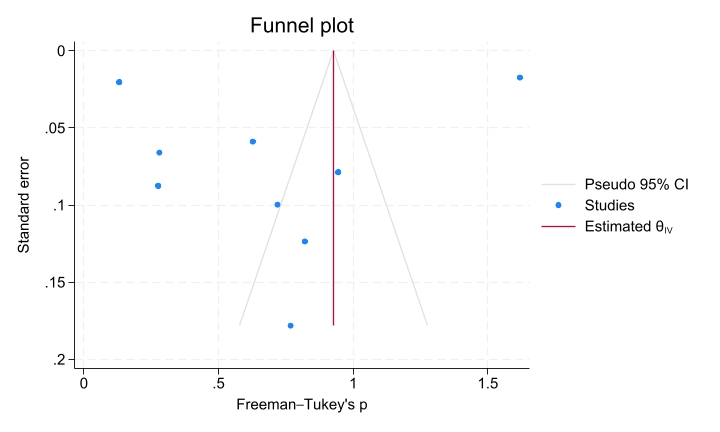 Funnel plot
Standard error
0
.05
.1
.15
.2
0
.5
1
1.5
Freeman–Tukey's p
Pseudo 95% CI
Studies
Estimated θIV